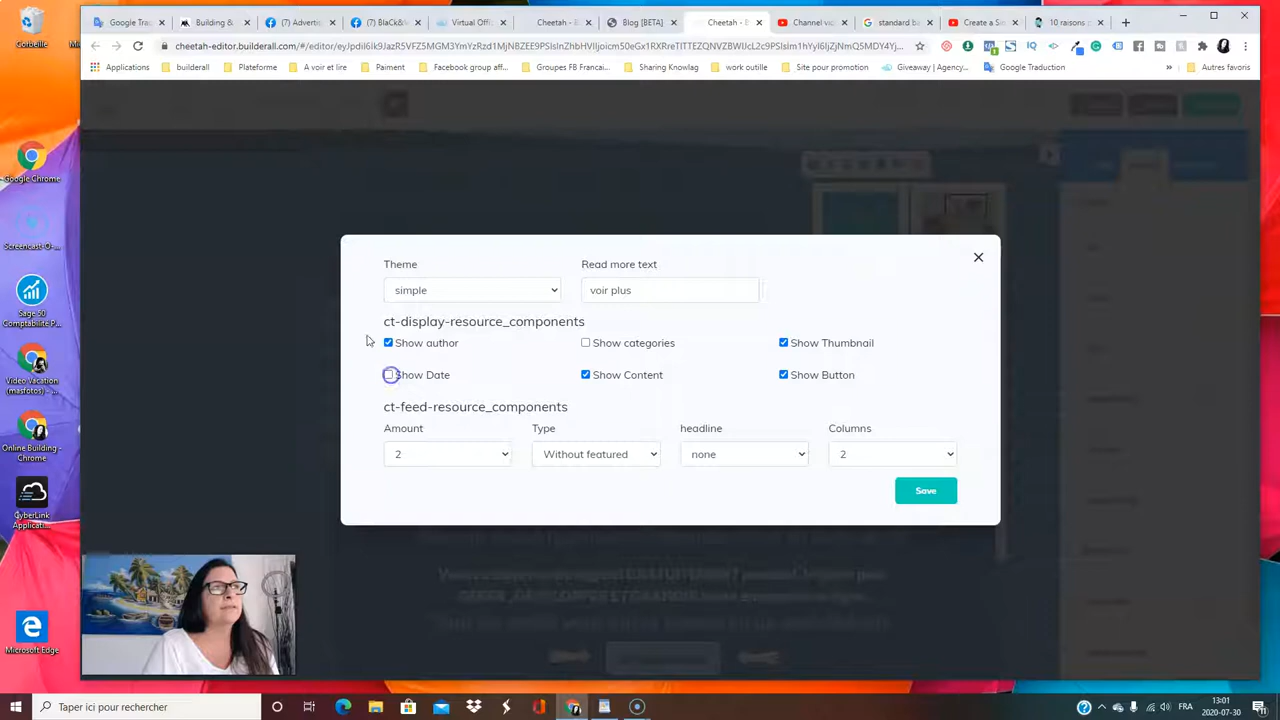 Corbeille
Google Chrome
Screencast-O-...
Sage 50
Comptabilité P...
Video Vacation
(masfotos) ...
Online Building -
Chrome
CyberLink
Applicati...
Microsoft Edge
Google Tra
Building &
(7) Advertis
(7) BlaCk&
Virtual Offi
Cheetah - B
Blog [BETA]
Cheetah - B
Channel vid
standard ba
Create a Sim
10 raisons
cheetah-editor.builderall.com/#/editor/
Applications
builderall
Plateforme
A voir et lire
Paiment
Facebook group aff...
Groupes FB Francai...
Sharing Knowlag
work outille
Site pour promotion
Giveaway | Agency...
Google Traduction
»
Autres favoris
Theme
Read more text
simple
voir plus
ct-display-resource_components
Show author
Show categories
Show Thumbnail
Show Date
Show Content
Show Button
ct-feed-resource_components
Amount
Type
headline
Columns
2
Without featured
none
2
Save
Taper ici pour rechercher
FRA
13:01
2020-07-30